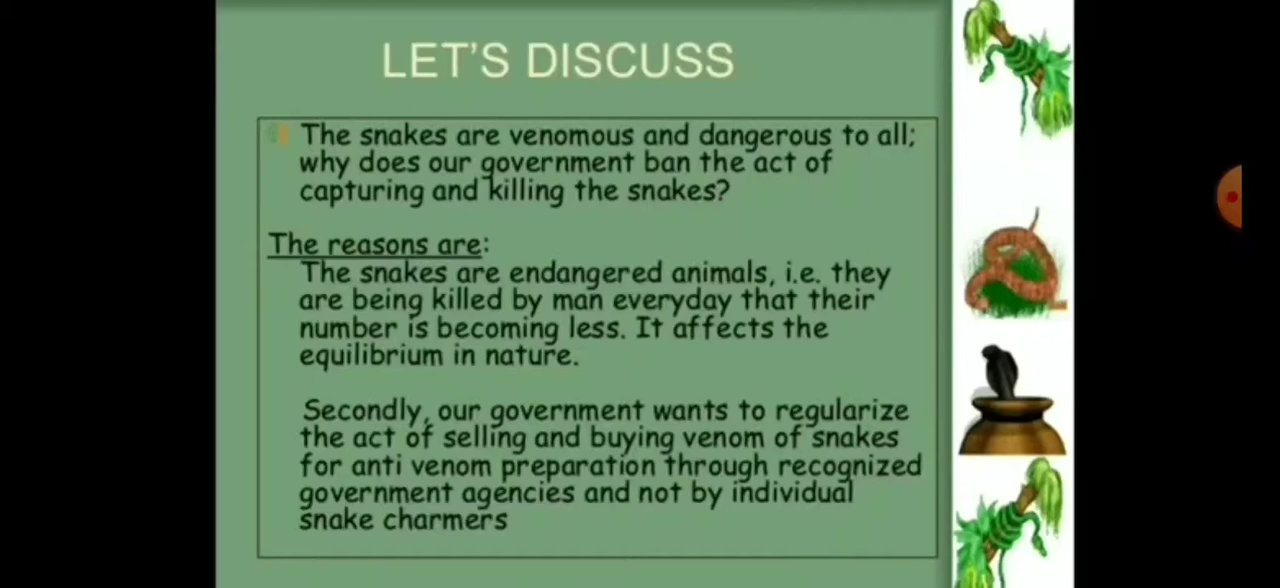 LET'S DISCUSS
The snakes are venomous and dangerous to all;
why does our government ban the act of
capturing and killing the snakes?
The reasons are:
The snakes are endangered animals, i.e. they
are being killed by man everyday that their
number is becoming less. It affects the
equilibrium in nature.
Secondly, our government wants to regularize
the act of selling and buying venom of snakes
for anti venom preparation through recognized
government agencies and not by individual
snake charmers